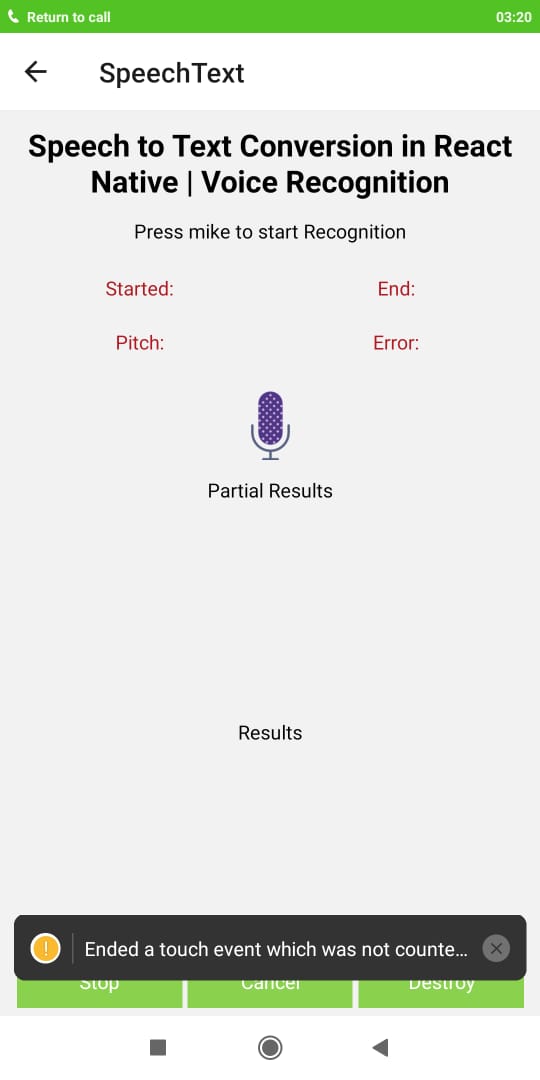 Return to call 03:20
SpeechText
Speech to Text Conversion in React
Native | Voice Recognition
Press mike to start Recognition
Started: End:
Pitch: Error:
Partial Results
Results
! Ended a touch event which was not counte...
Stop Cancel Destroy